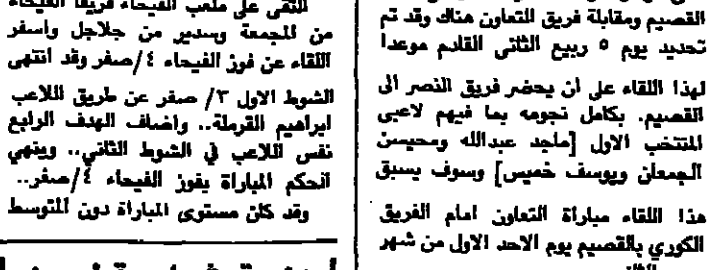 القصيم ومقابلة فريق للتعاون هناك وقد تم
تحديد يوم ٥ ربيع الثاني القادم موعدا
لهذا اللقاء على ان يحضر فريق النصر الى
القصيم. بكامل نجومه بما فيهم لاعبي
المنتخب الاول [ماجد عبدالله ومحيسن
الجمعان ويوسف خميس] وسوف يسبق
هذا اللقاء مباراة التعاون امام الفريق
الكوري بالقصيم يوم الاحد الاول من شهر
التقى على ملعب الفيحاء فريقا الفيحاء
من المجمعة وسدير من جلاجل واسفر
اللقاء عن فوز الفيحاء ٤/صفر وقد انتهى
الشوط الاول ٣/ صفر عن طريق اللاعب
ابراهيم القرملة.. واضاف الهدف الرابع
نفس اللاعب في الشوط الثاني.. وينهي
الحكم المباراة بفوز الفيحاء ٤/صفر..
وقد كان مستوى المباراة دون المتوسط